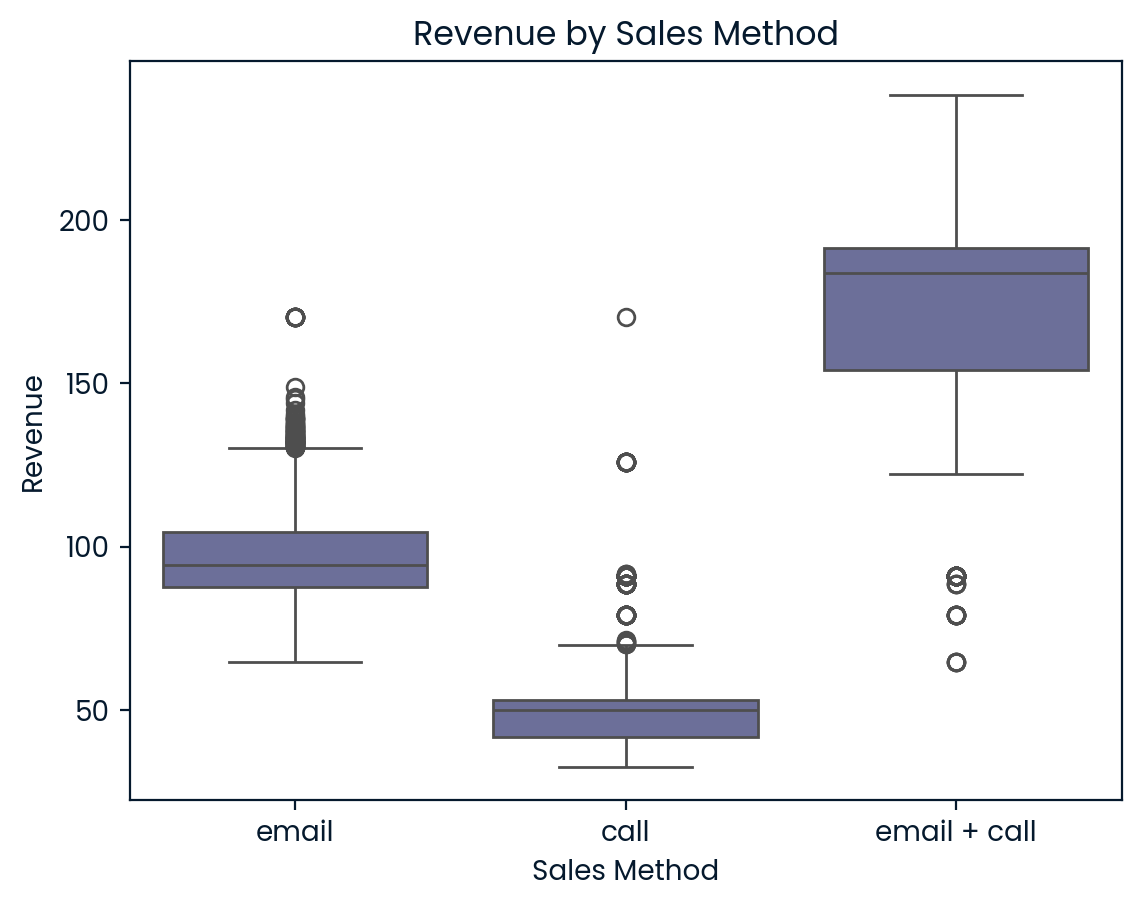 Revenue by Sales Method
Revenue
200
150
100
50
email
call
email + call
Sales Method